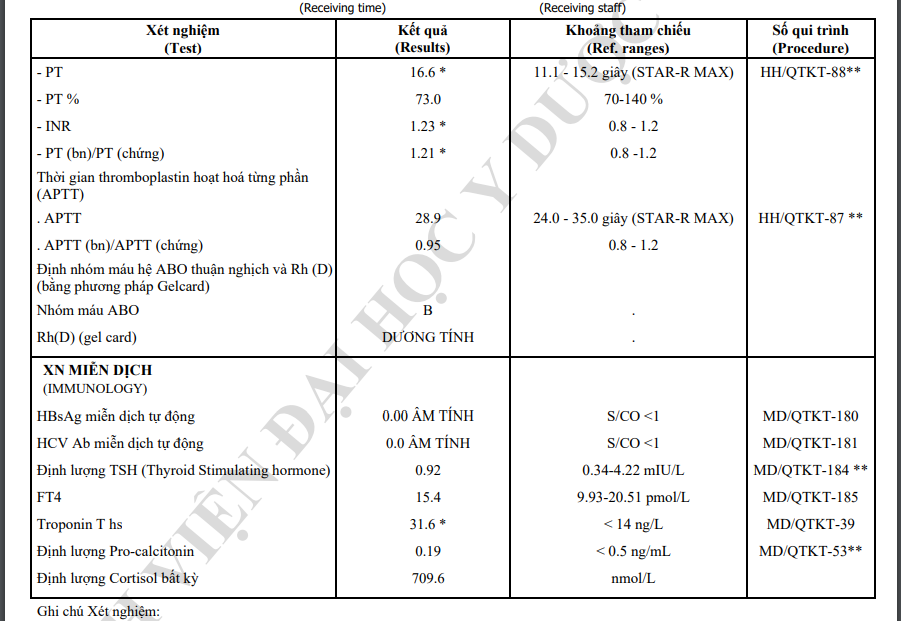 (Receiving time) (Receiving staff)
Xét nghiệm Kết quả Khoảng tham chiếu Số qui trình
(Test) (Results) (Ref. ranges) (Procedure)
- PT 16.6 * 11.1 - 15.2 giây (STAR-R MAX) HH/QTKT-88**
- PT % 73.0 70-140 %
- INR 1.23 * 0.8 - 1.2
- PT (bn)/PT (chứng) 1.21 * 0.8 -1.2
Thời gian thromboplastin hoạt hoá từng phần
(APTT)
. APTT 28.9 24.0 - 35.0 giây (STAR-R MAX) HH/QTKT-87 **
. APTT (bn)/APTT (chứng) 0.95 0.8 - 1.2
Định nhóm máu hệ ABO thuận nghịch và Rh (D)
(bằng phương pháp Gelcard)
Nhóm máu ABO B .
Rh(D) (gel card) DƯƠNG TÍNH .
XN MIỄN DỊCH
(IMMUNOLOGY)
HBsAg miễn dịch tự động 0.00 ÂM TÍNH S/CO <1 MD/QTKT-180
HCV Ab miễn dịch tự động 0.0 ÂM TÍNH S/CO <1 MD/QTKT-181
Định lượng TSH (Thyroid Stimulating hormone) 0.92 0.34-4.22 mIU/L MD/QTKT-184 **
FT4 15.4 9.93-20.51 pmol/L MD/QTKT-185
Troponin T hs 31.6 * < 14 ng/L MD/QTKT-39
Định lượng Pro-calcitonin 0.19 < 0.5 ng/mL MD/QTKT-53**
Định lượng Cortisol bất kỳ 709.6 nmol/L
Ghi chú Xét nghiệm:
VIỆN ĐẠI HỌC Y DƯỢC